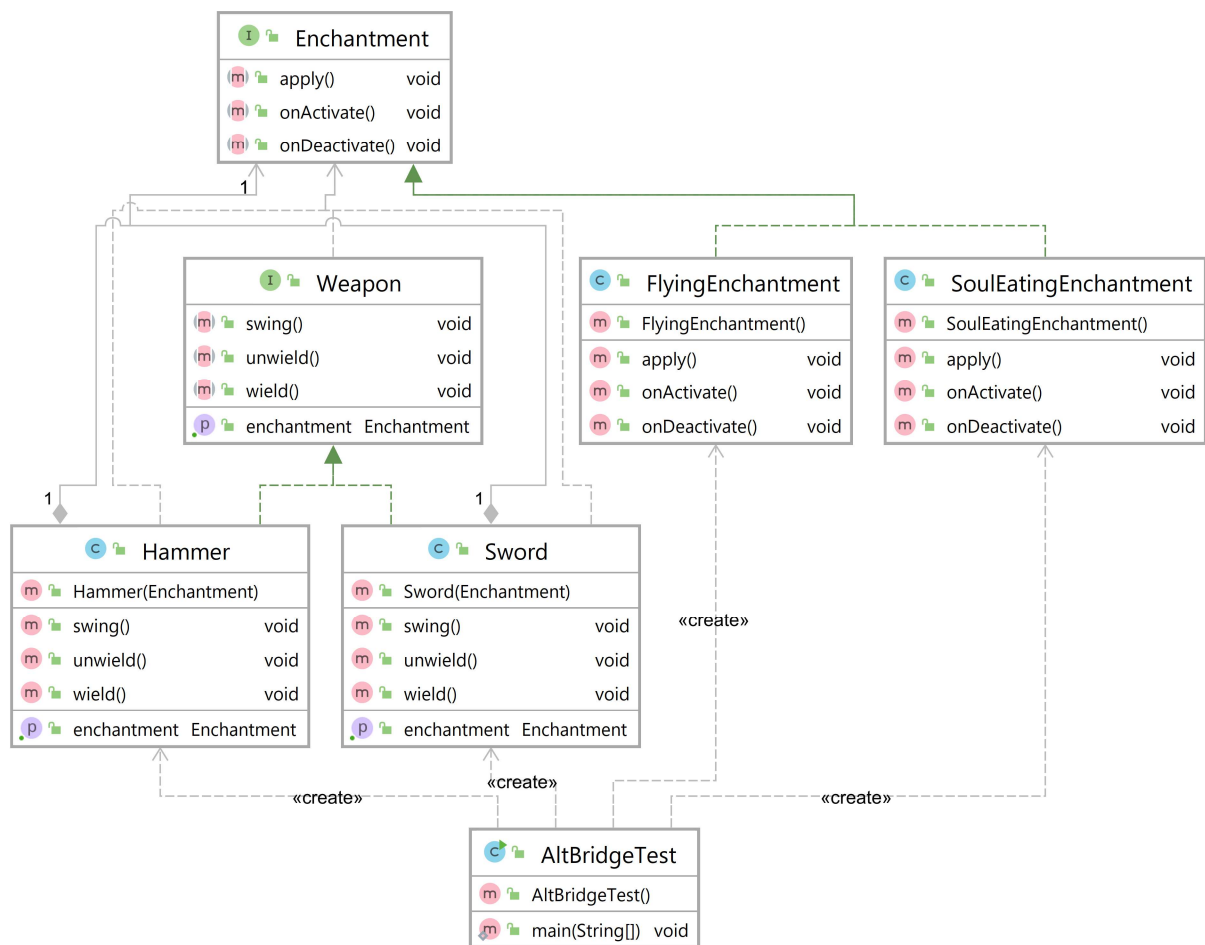 Enchantment
apply() void
onActivate() void
onDeactivate() void
1
Weapon
swing() void
unwield() void
wield() void
enchantment Enchantment
FlyingEnchantment
FlyingEnchantment()
apply() void
onActivate() void
onDeactivate() void
SoulEatingEnchantment
SoulEatingEnchantment()
apply() void
onActivate() void
onDeactivate() void
1
Hammer
Hammer(Enchantment)
swing() void
unwield() void
wield() void
enchantment Enchantment
1
Sword
Sword(Enchantment)
swing() void
unwield() void
wield() void
enchantment Enchantment
«create»
«create»
«create»
«create»
AltBridgeTest
AltBridgeTest()
main(String[]) void